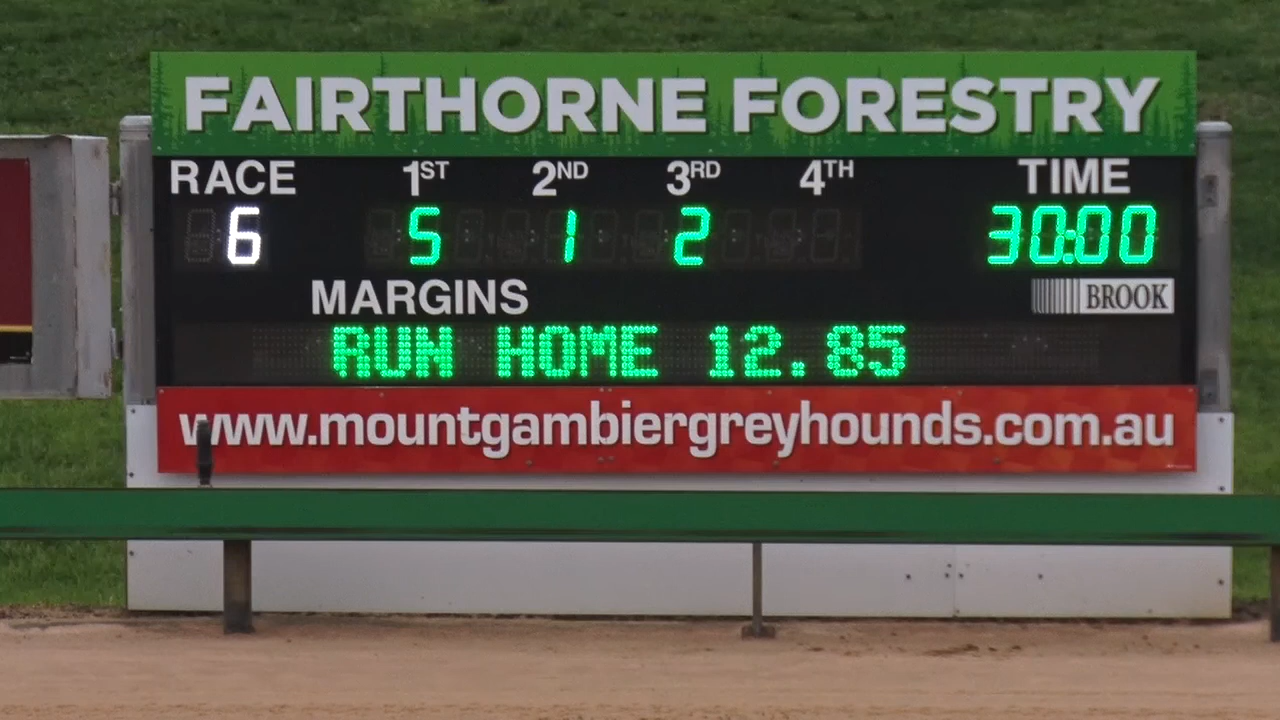 FAIRTHORNE FORESTRY
RACE 1ST 2ND 3RD 4TH TIME
6 5 1 2 30:00
MARGINS BROOK
RUN HOME 12.85
www.mountgambiergreyhounds.com.au